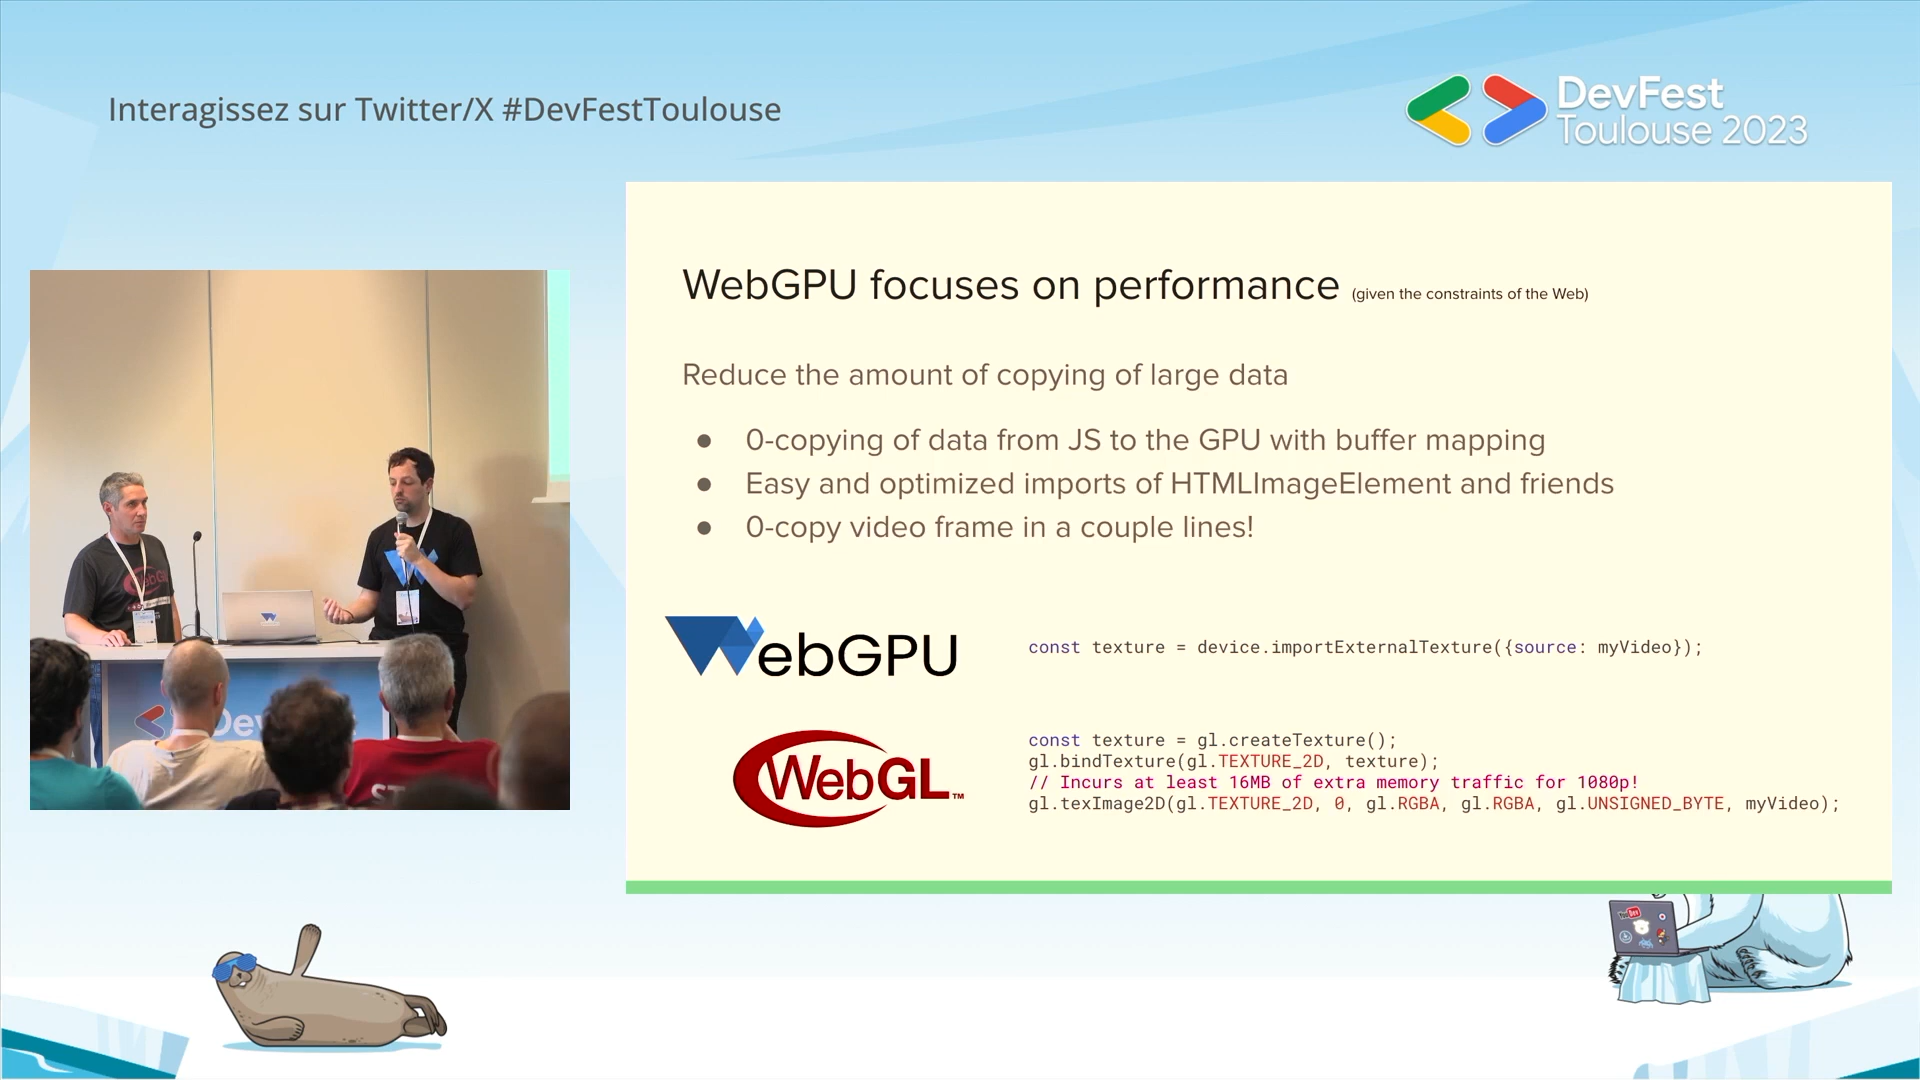 Interagissez sur Twitter/X #DevFestToulouse
DevFest
Toulouse 2023
WebGPU focuses on performance (given the constraints of the Web)
Reduce the amount of copying of large data
● 0-copying of data from JS to the GPU with buffer mapping
● Easy and optimized imports of HTMLImageElement and friends
● 0-copy video frame in a couple lines!
WebGPU
const texture = device.importExternalTexture({source: myVideo});
WebGL™
const texture = gl.createTexture();
gl.bindTexture(gl.TEXTURE_2D, texture);
// Incurs at least 16MB of extra memory traffic for 1080p!
gl.texImage2D(gl.TEXTURE_2D, 0, gl.RGBA, gl.RGBA, gl.UNSIGNED_BYTE, myVideo);